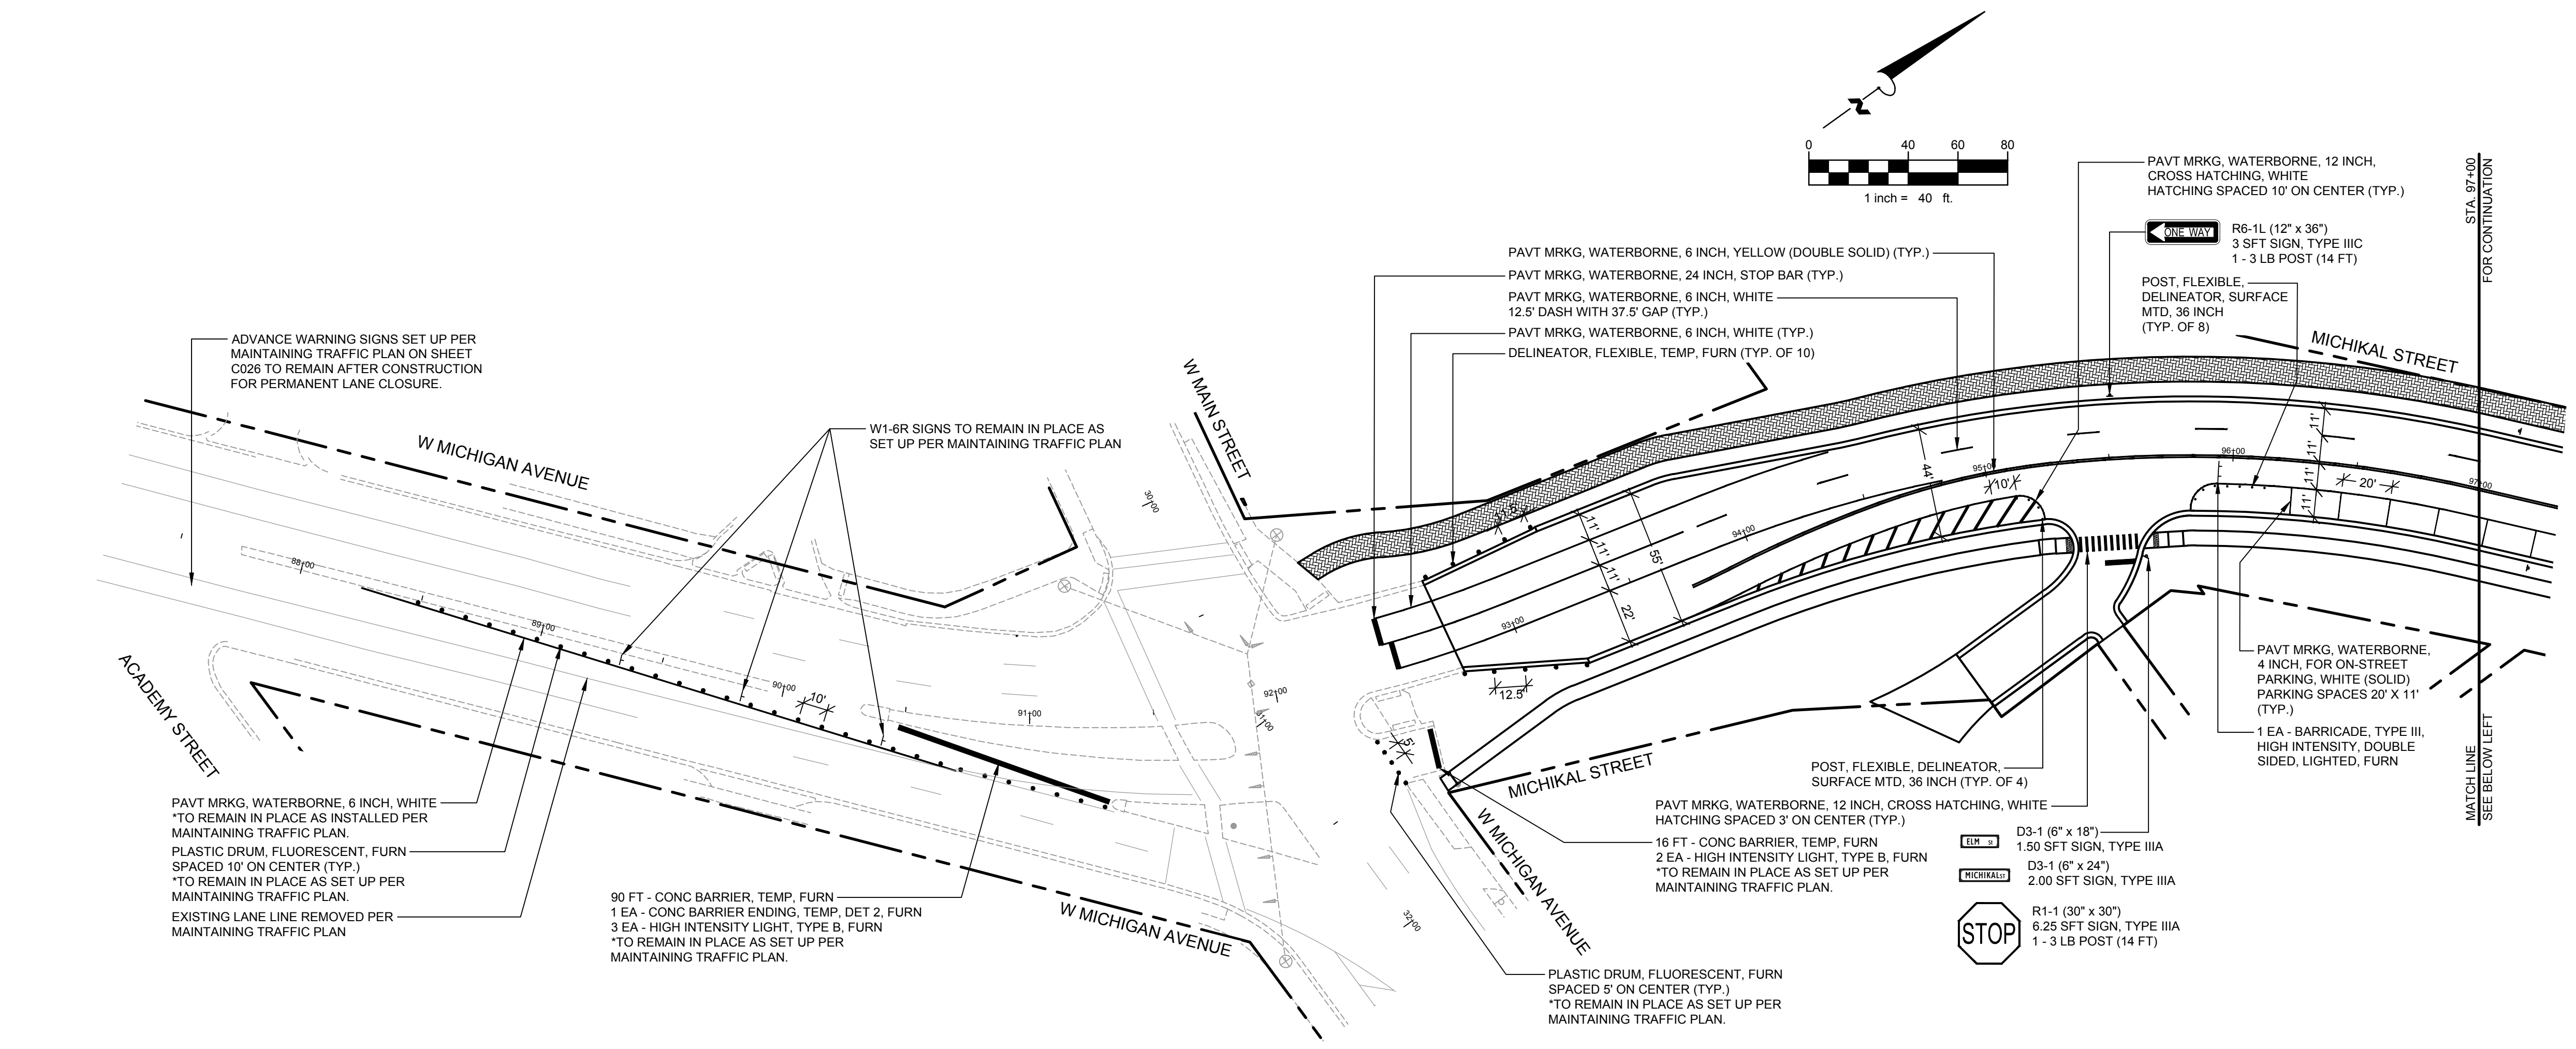 0 40 60 80
1 inch = 40 ft.
PAVT MRKG, WATERBORNE, 12 INCH,
CROSS HATCHING, WHITE
HATCHING SPACED 10' ON CENTER (TYP.)
ONE WAY
R6-1L (12" x 36")
3 SFT SIGN, TYPE IIIC
1 - 3 LB POST (14 FT)
POST, FLEXIBLE,
DELINEATOR, SURFACE
MTD, 36 INCH
(TYP. OF 8)
STA. 97+00
FOR CONTINUATION
PAVT MRKG, WATERBORNE, 6 INCH, YELLOW (DOUBLE SOLID) (TYP.)
PAVT MRKG, WATERBORNE, 24 INCH, STOP BAR (TYP.)
PAVT MRKG, WATERBORNE, 6 INCH, WHITE
12.5' DASH WITH 37.5' GAP (TYP.)
PAVT MRKG, WATERBORNE, 6 INCH, WHITE (TYP.)
DELINEATOR, FLEXIBLE, TEMP, FURN (TYP. OF 10)
ADVANCE WARNING SIGNS SET UP PER
MAINTAINING TRAFFIC PLAN ON SHEET
C026 TO REMAIN AFTER CONSTRUCTION
FOR PERMANENT LANE CLOSURE.
W MICHIGAN AVENUE
W1-6R SIGNS TO REMAIN IN PLACE AS
SET UP PER MAINTAINING TRAFFIC PLAN
W MAIN STREET
MICHIKAL STREET
88+00
89+00
90+00
10'
91+00
92+00
31+00
30+00
32+00
93+00
94+00
95+00
96+00
97+00
12.5'
11'
11'
11'
22'
55'
44'
10'
11'
11'
11'
11'
20'
12.5'
5'
ACADEMY STREET
MICHIKAL STREET
W MICHIGAN AVENUE
W MICHIGAN AVENUE
PAVT MRKG, WATERBORNE, 6 INCH, WHITE
*TO REMAIN IN PLACE AS INSTALLED PER
MAINTAINING TRAFFIC PLAN.
PLASTIC DRUM, FLUORESCENT, FURN
SPACED 10' ON CENTER (TYP.)
*TO REMAIN IN PLACE AS SET UP PER
MAINTAINING TRAFFIC PLAN.
EXISTING LANE LINE REMOVED PER
MAINTAINING TRAFFIC PLAN
90 FT - CONC BARRIER, TEMP, FURN
1 EA - CONC BARRIER ENDING, TEMP, DET 2, FURN
3 EA - HIGH INTENSITY LIGHT, TYPE B, FURN
*TO REMAIN IN PLACE AS SET UP PER
MAINTAINING TRAFFIC PLAN.
PLASTIC DRUM, FLUORESCENT, FURN
SPACED 5' ON CENTER (TYP.)
*TO REMAIN IN PLACE AS SET UP PER
MAINTAINING TRAFFIC PLAN.
POST, FLEXIBLE, DELINEATOR,
SURFACE MTD, 36 INCH (TYP. OF 4)
PAVT MRKG, WATERBORNE, 12 INCH, CROSS HATCHING, WHITE
HATCHING SPACED 3' ON CENTER (TYP.)
16 FT - CONC BARRIER, TEMP, FURN
2 EA - HIGH INTENSITY LIGHT, TYPE B, FURN
*TO REMAIN IN PLACE AS SET UP PER
MAINTAINING TRAFFIC PLAN.
ELM St
D3-1 (6" x 18")
1.50 SFT SIGN, TYPE IIIA
MICHIKAL ST
D3-1 (6" x 24")
2.00 SFT SIGN, TYPE IIIA
STOP
R1-1 (30" x 30")
6.25 SFT SIGN, TYPE IIIA
1 - 3 LB POST (14 FT)
PAVT MRKG, WATERBORNE,
4 INCH, FOR ON-STREET
PARKING, WHITE (SOLID)
PARKING SPACES 20' X 11'
(TYP.)
1 EA - BARRICADE, TYPE III,
HIGH INTENSITY, DOUBLE
SIDED, LIGHTED, FURN
MATCH LINE
SEE BELOW LEFT